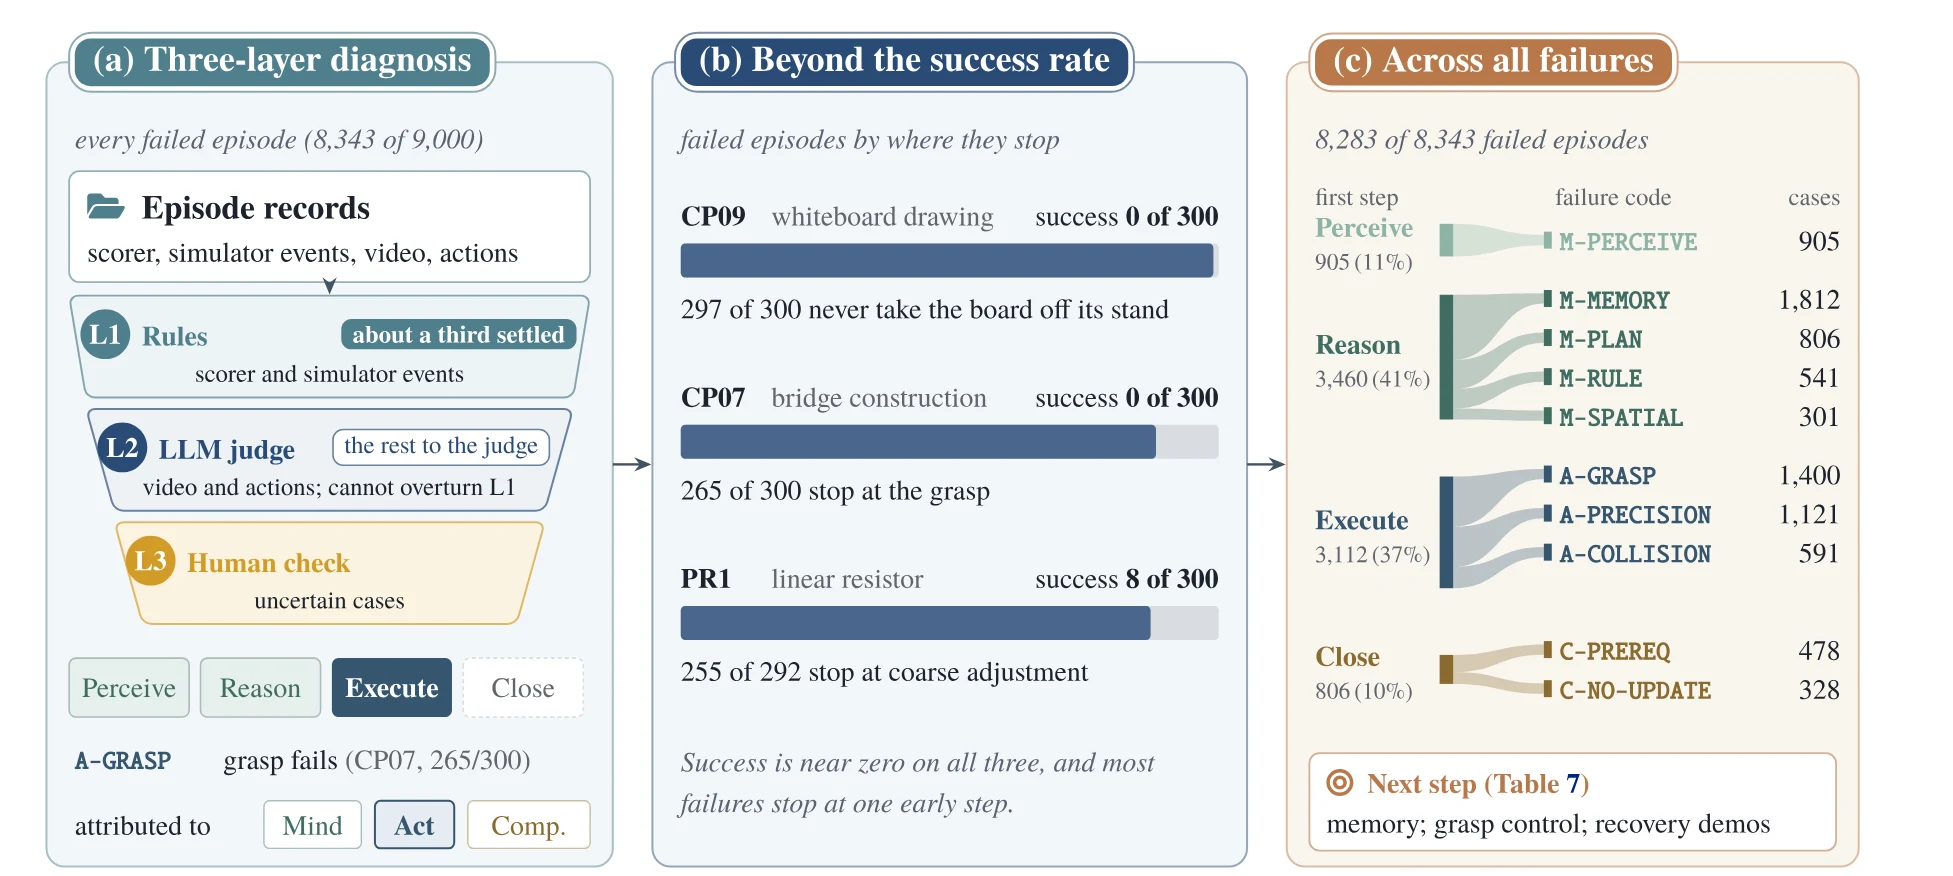 (a) Three-layer diagnosis
every failed episode (8,343 of 9,000)
Episode records
scorer, simulator events, video, actions
L1 Rules about a third settled
scorer and simulator events
L2 LLM judge the rest to the judge
video and actions; cannot overturn L1
L3 Human check
uncertain cases
Perceive Reason Execute Close
A-GRASP grasp fails (CP07, 265/300)
attributed to Mind Act Comp.
(b) Beyond the success rate
failed episodes by where they stop
CP09 whiteboard drawing success 0 of 300
297 of 300 never take the board off its stand
CP07 bridge construction success 0 of 300
265 of 300 stop at the grasp
PR1 linear resistor success 8 of 300
255 of 292 stop at coarse adjustment
Success is near zero on all three, and most
failures stop at one early step.
(c) Across all failures
8,283 of 8,343 failed episodes
first step failure code cases
Perceive
905 (11%)
M-PERCEIVE 905
Reason
3,460 (41%)
M-MEMORY 1,812
M-PLAN 806
M-RULE 541
M-SPATIAL 301
Execute
3,112 (37%)
A-GRASP 1,400
A-PRECISION 1,121
A-COLLISION 591
Close
806 (10%)
C-PREREQ 478
C-NO-UPDATE 328
Next step (Table 7)
memory; grasp control; recovery demos